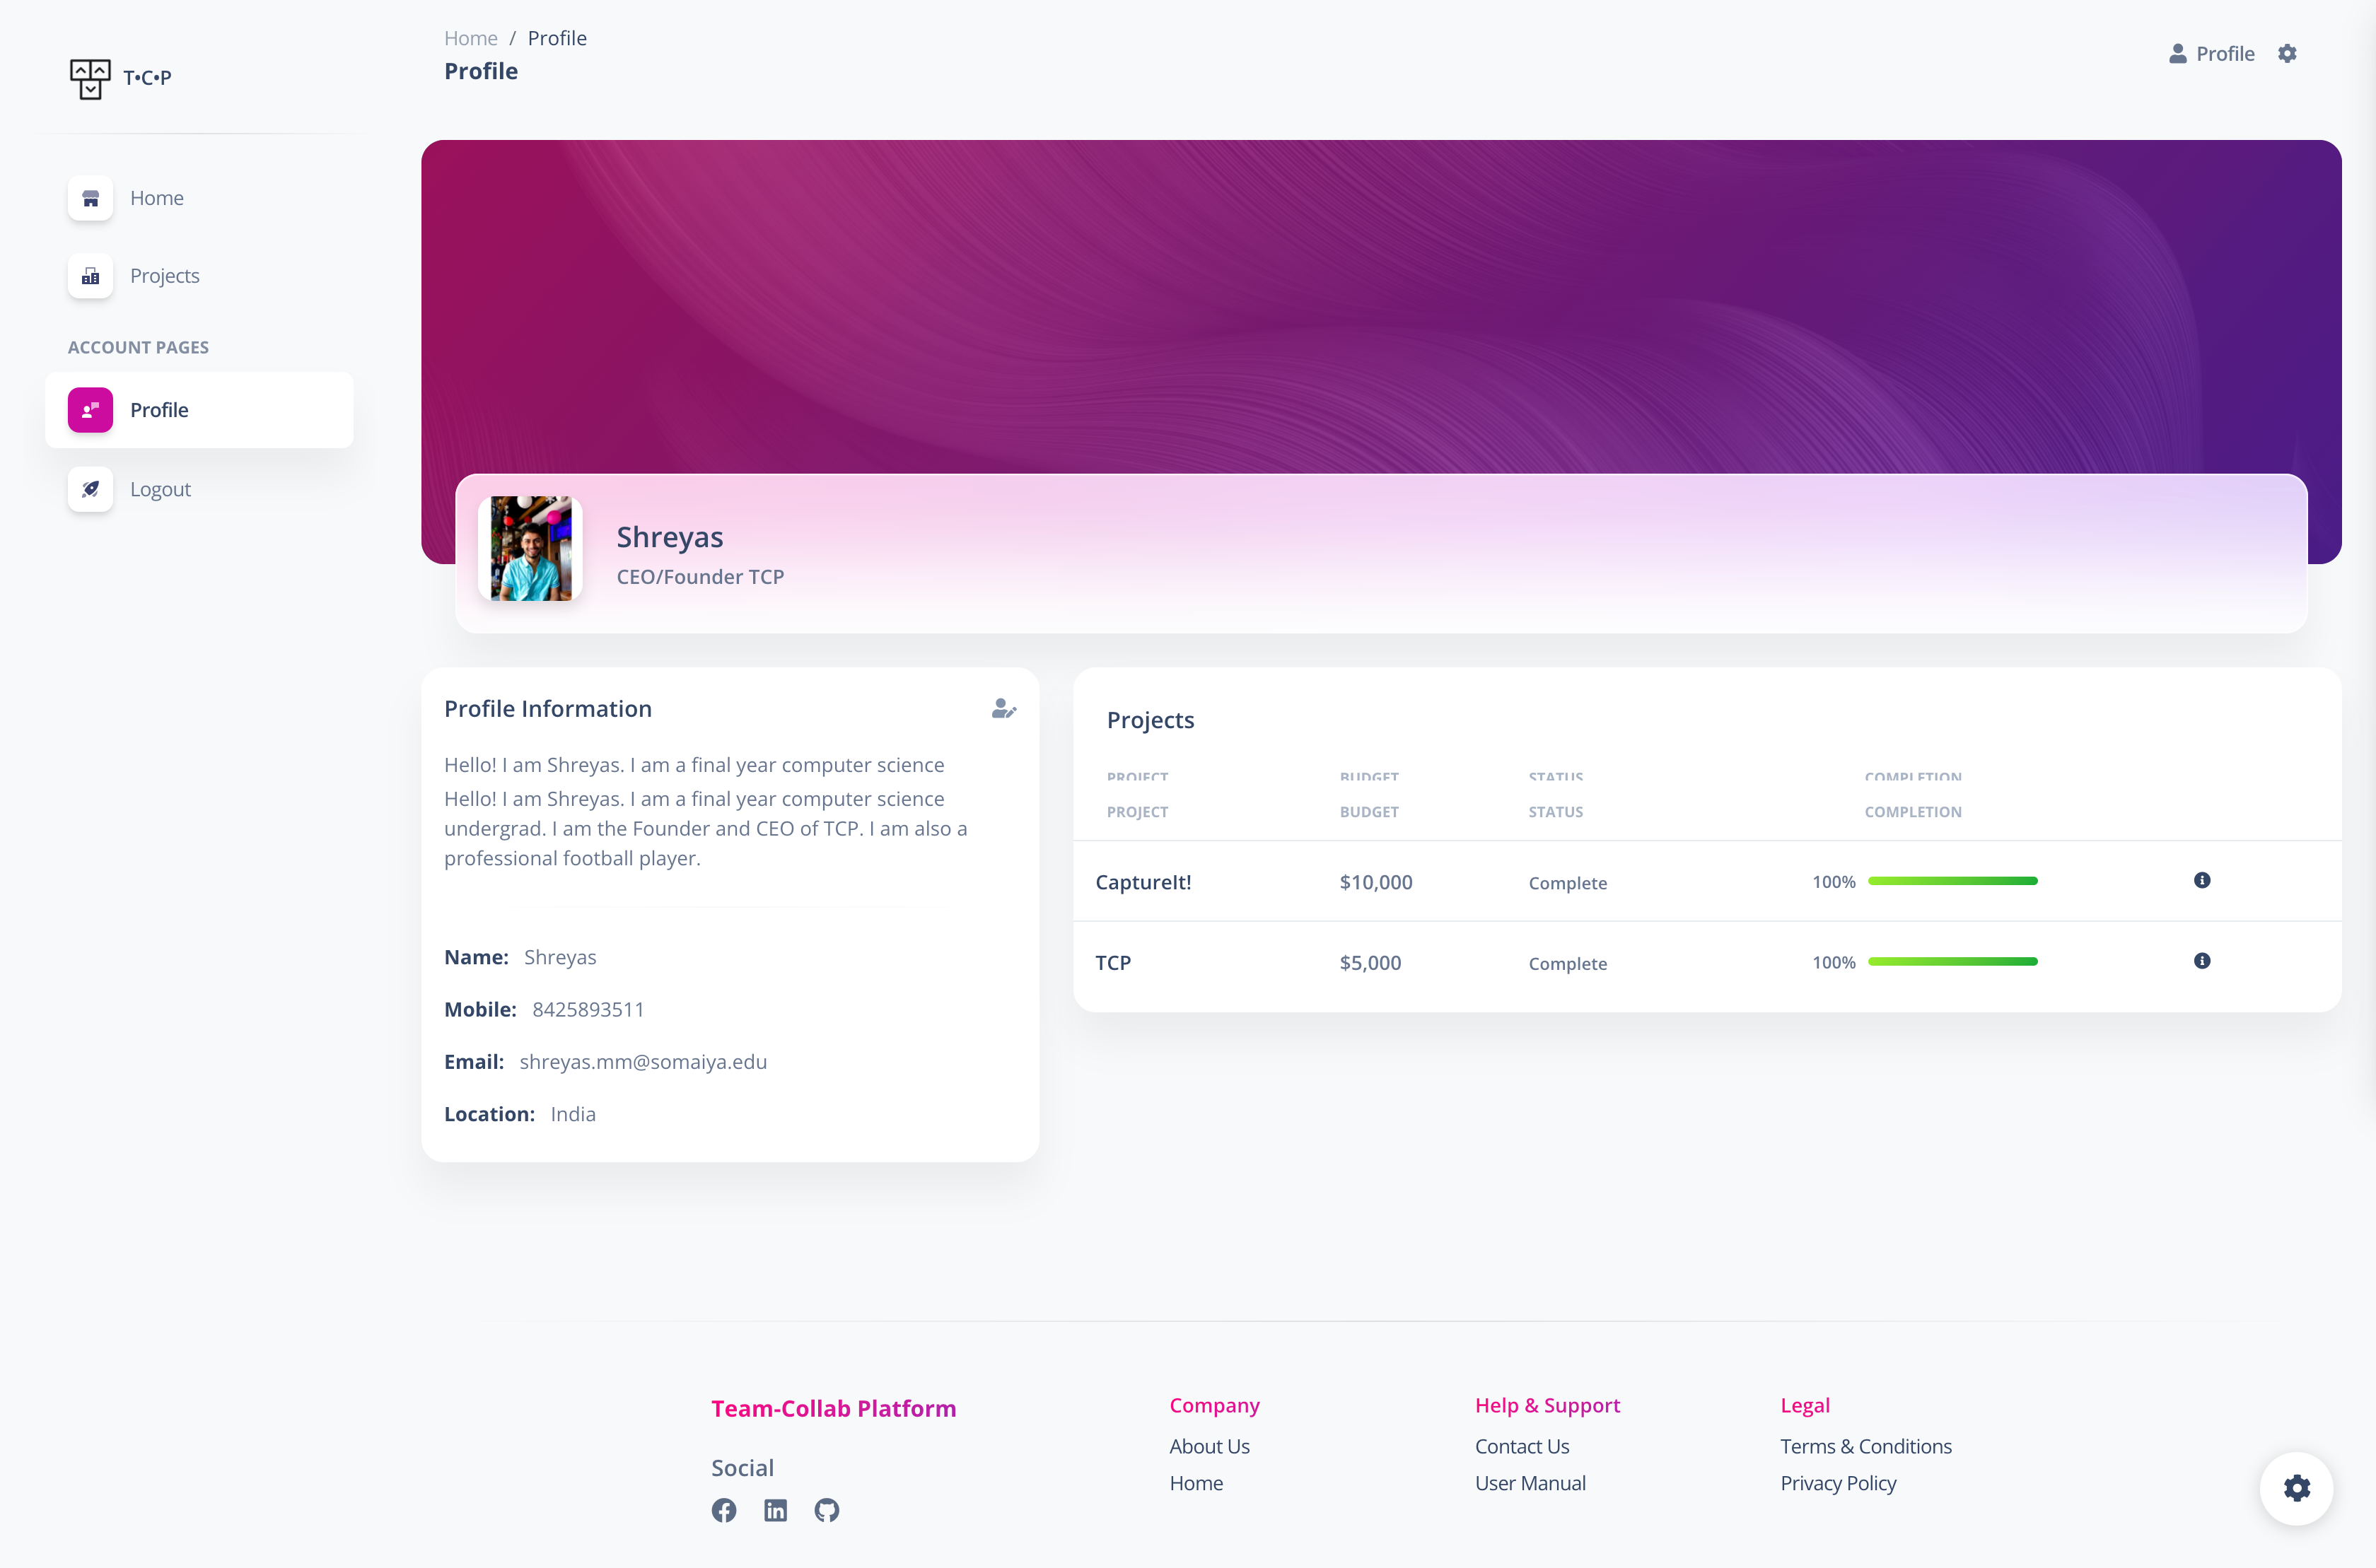 T•C•P
Home
Projects
ACCOUNT PAGES
Profile
Logout
Home / Profile
Profile
Profile
Shreyas
CEO/Founder TCP
Profile Information
Hello! I am Shreyas. I am a final year computer science
Hello! I am Shreyas. I am a final year computer science
undergrad. I am the Founder and CEO of TCP. I am also a
professional football player.
Name: Shreyas
Mobile: 8425893511
Email: shreyas.mm@somaiya.edu
Location: India
Projects
PROJECT BUDGET STATUS COMPLETION
PROJECT BUDGET STATUS COMPLETION
CaptureIt! $10,000 Complete 100%
TCP $5,000 Complete 100%
Team-Collab Platform
Social
Company
About Us
Home
Help & Support
Contact Us
User Manual
Legal
Terms & Conditions
Privacy Policy